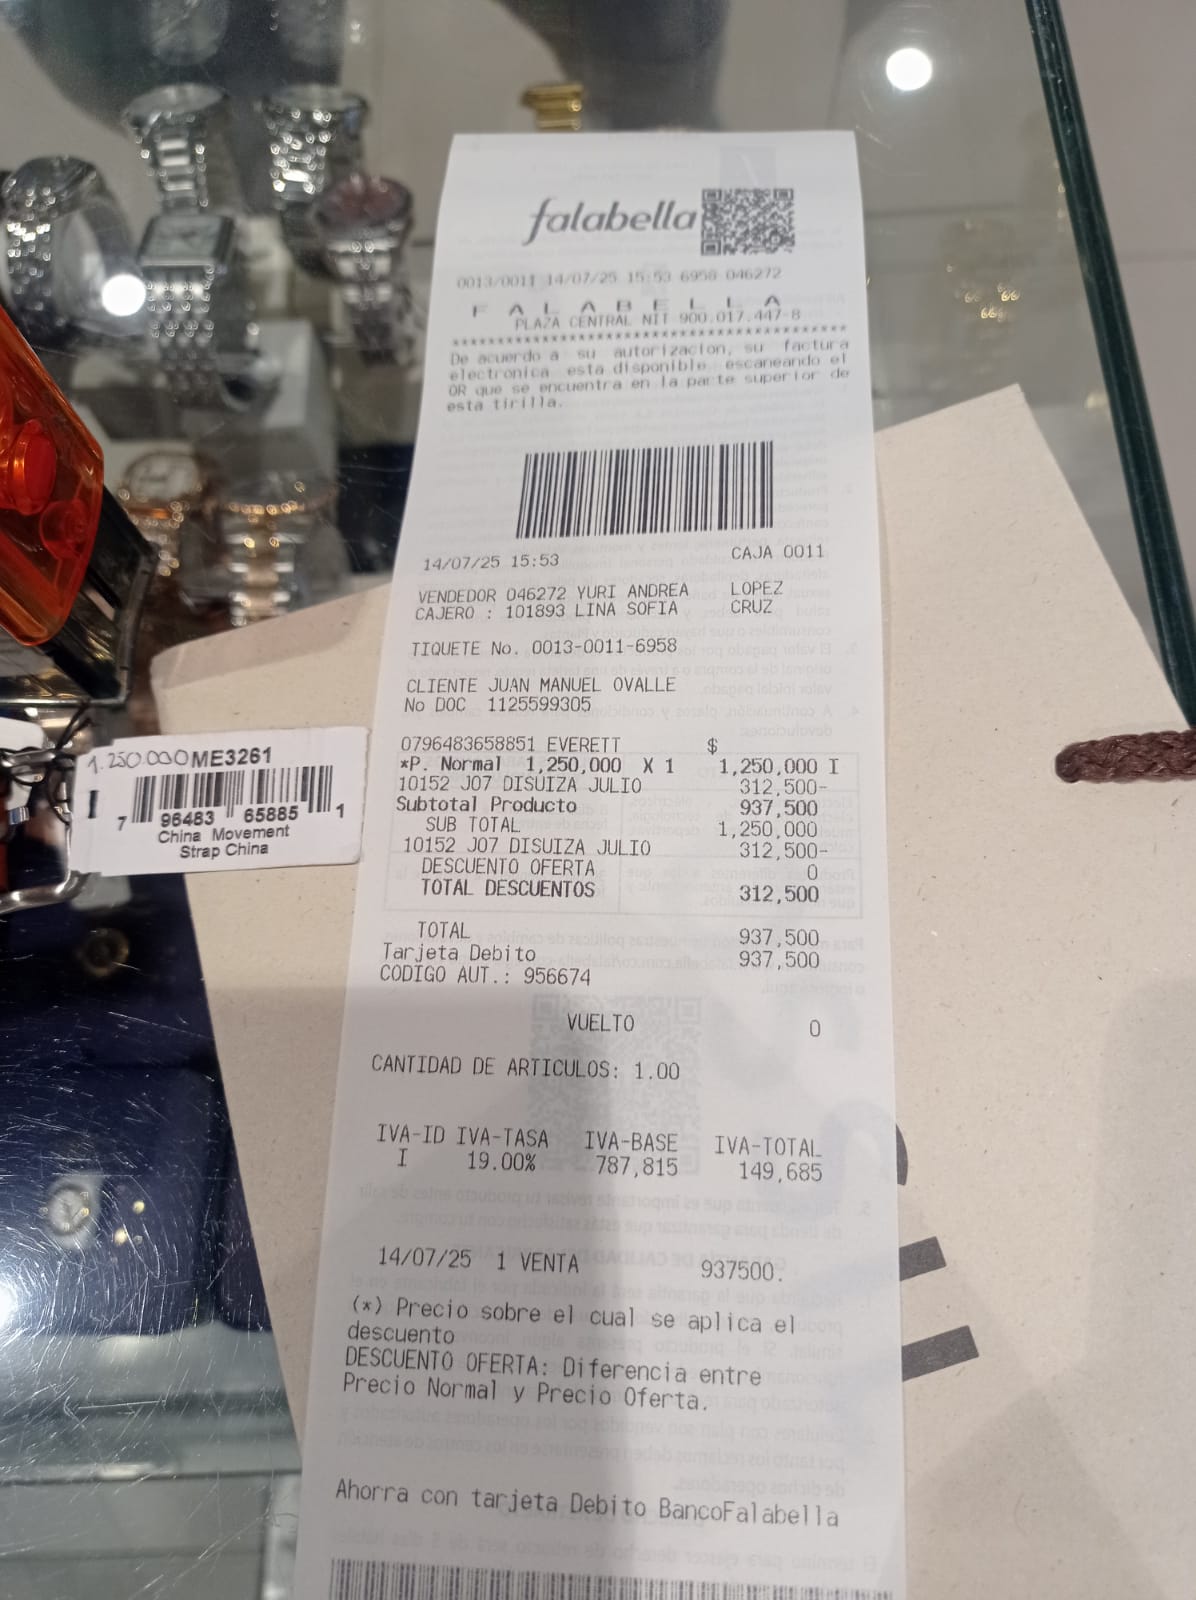 falabella
0013/0011 14/07/25 15:53 6958 046272
F A L A B E L L A
PLAZA CENTRAL NIT 900.017.447-8
**********************************************
De acuerdo a su autorizacion, su factura
electronica esta disponible escaneando el
QR que se encuentra en la parte superior de
esta tirilla.
14/07/25 15:53 CAJA 0011
VENDEDOR 046272 YURI ANDREA LOPEZ
CAJERO : 101893 LINA SOFIA CRUZ
TIQUETE No. 0013-0011-6958
CLIENTE JUAN MANUEL OVALLE
No DOC 1125599305
0796483658851 EVERETT $
*P. Normal 1,250,000 X 1 1,250,000 I
10152 J07 DISUIZA JULIO 312,500-
Subtotal Producto 937,500
SUB TOTAL 1,250,000
10152 J07 DISUIZA JULIO 312,500-
DESCUENTO OFERTA 0
TOTAL DESCUENTOS 312,500
TOTAL 937,500
Tarjeta Debito 937,500
CODIGO AUT.: 956674
VUELTO 0
CANTIDAD DE ARTICULOS: 1.00
IVA-ID IVA-TASA IVA-BASE IVA-TOTAL
I 19.00% 787,815 149,685
14/07/25 1 VENTA 937500.
(*) Precio sobre el cual se aplica el
descuento
DESCUENTO OFERTA: Diferencia entre
Precio Normal y Precio Oferta.
Ahorra con tarjeta Debito BancoFalabella
1.250.000 ME3261
I
7 96483 65885 1
China Movement
Strap China